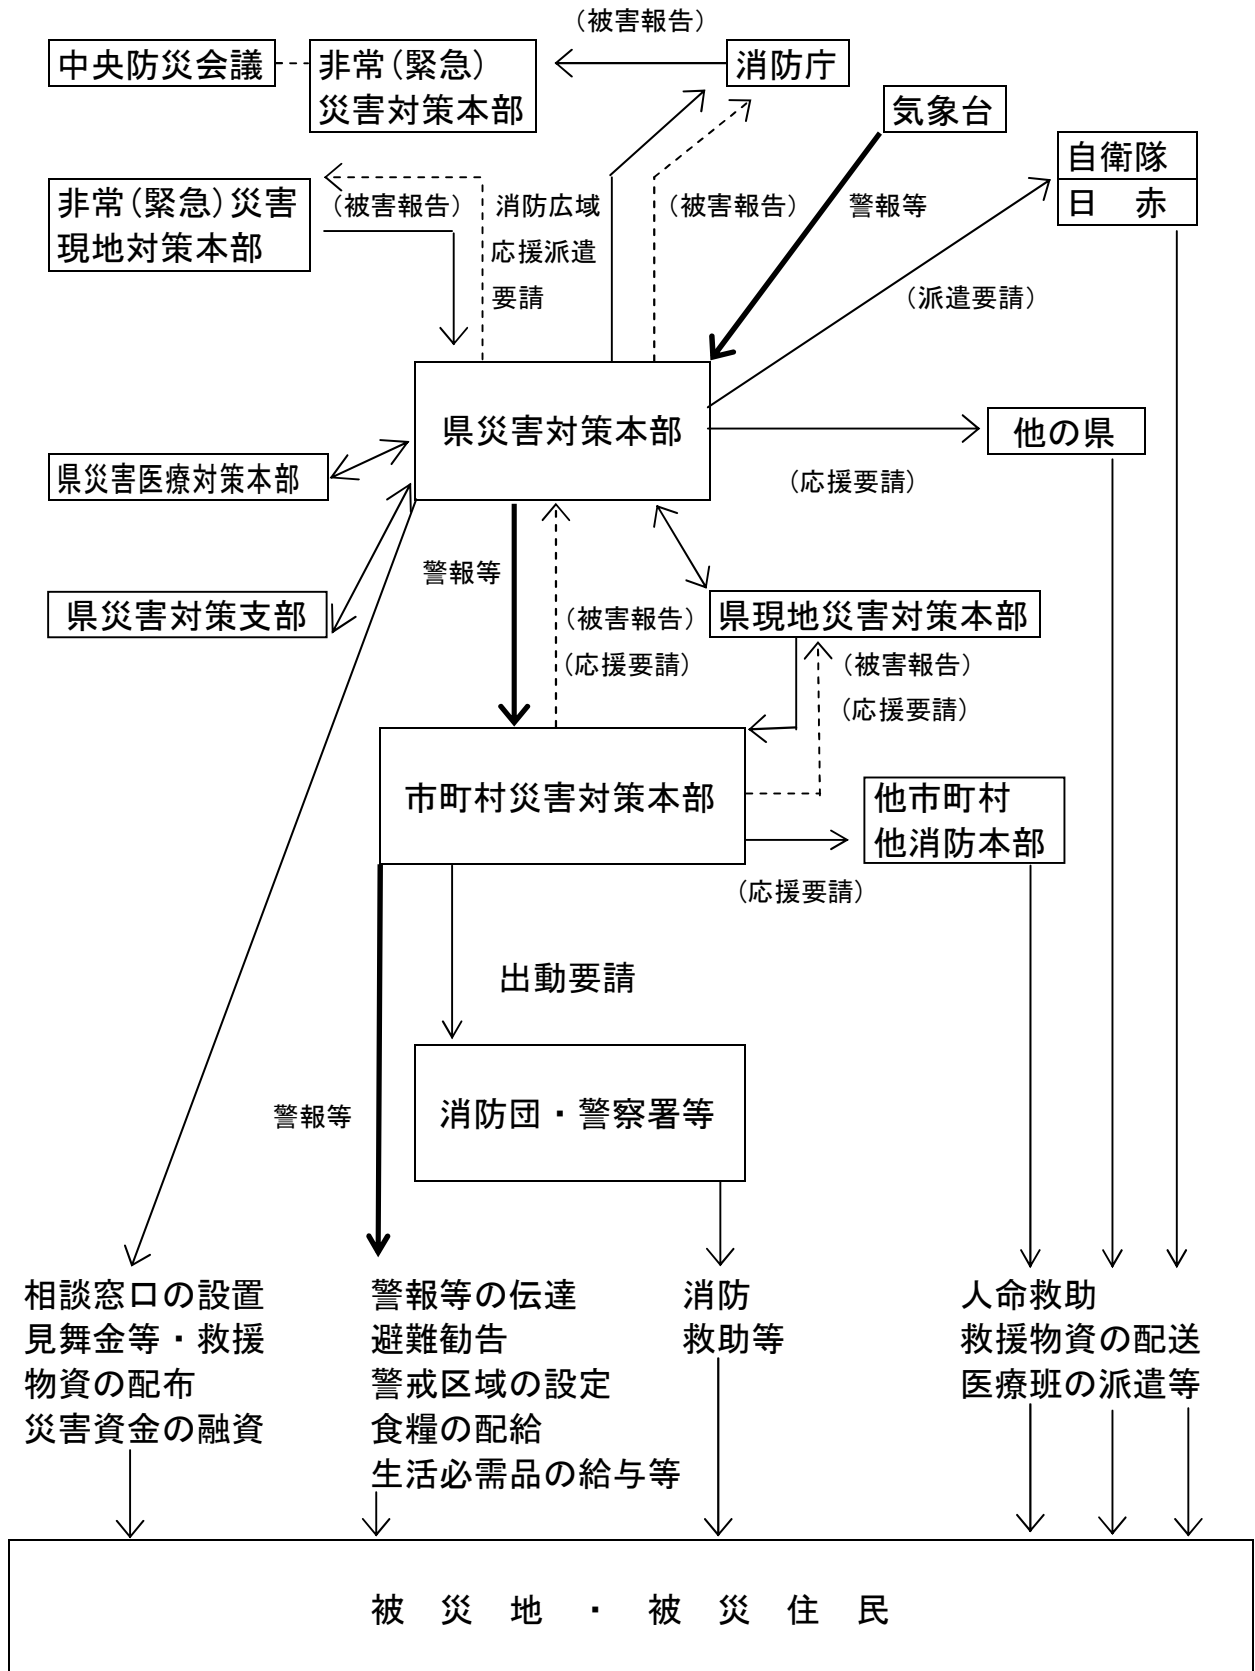 （被害報告）
中央防災会議
非常（緊急）
災害対策本部
消防庁
気象台
自衛隊
日　赤
非常（緊急）災害
現地対策本部
（被害報告）
消防広域
応援派遣
要請
（被害報告）
警報等
（派遣要請）
県災害対策本部
他の県
（応援要請）
県災害医療対策本部
警報等
県災害対策支部
（被害報告）
（応援要請）
県現地災害対策本部
（被害報告）
（応援要請）
市町村災害対策本部
他市町村
他消防本部
（応援要請）
出動要請
消防団・警察署等
警報等
相談窓口の設置
見舞金等・救援
物資の配布
災害資金の融資
警報等の伝達
避難勧告
警戒区域の設定
食糧の配給
生活必需品の給与等
消防
救助等
人命救助
救援物資の配送
医療班の派遣等
被　災　地　・　被　災　住　民